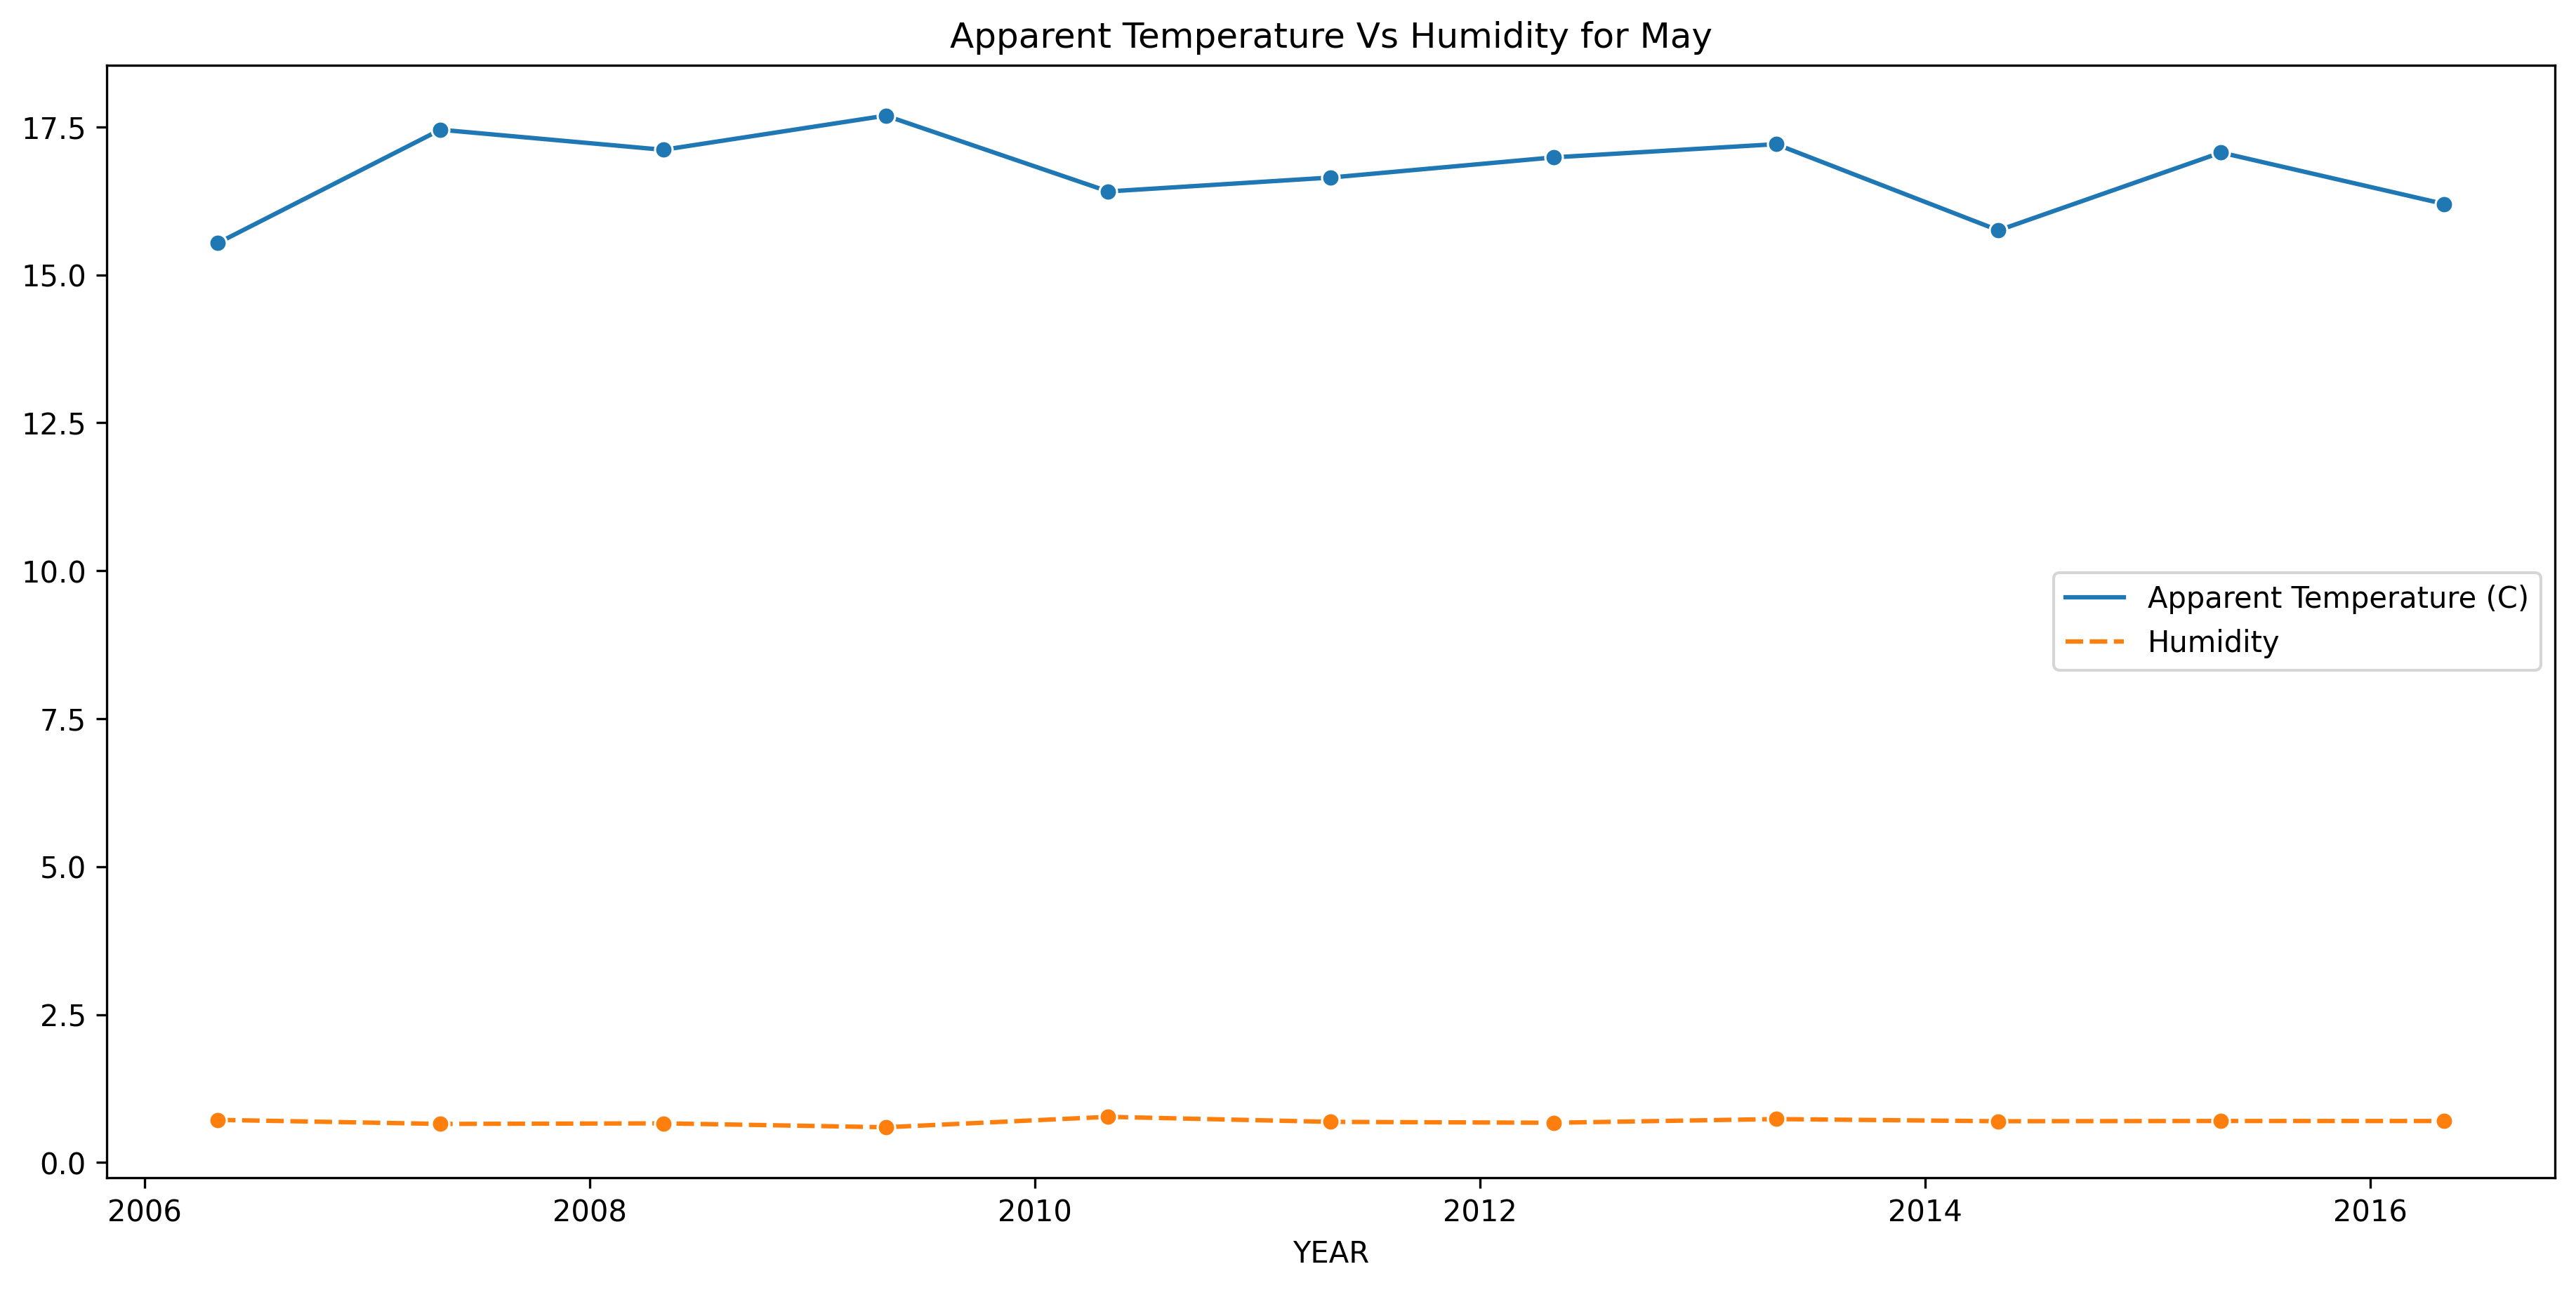 Apparent Temperature Vs Humidity for May
17.5
15.0
12.5
10.0
7.5
5.0
2.5
0.0
Apparent Temperature (C)
Humidity
2006 2008 2010 2012 2014 2016
YEAR